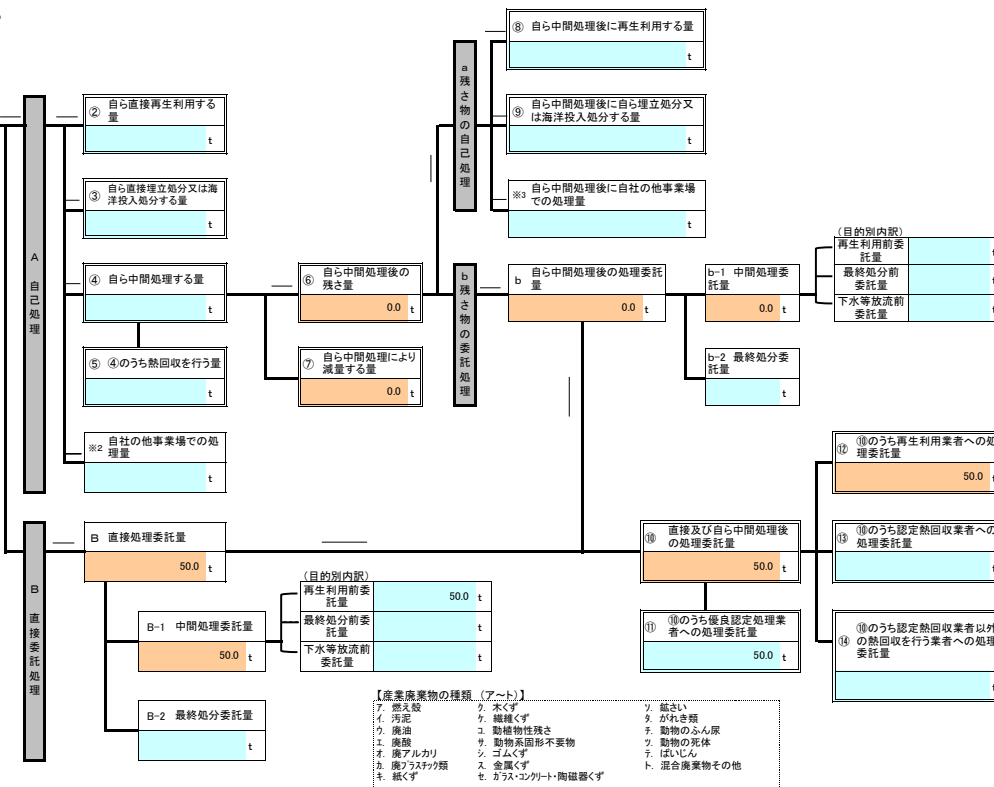 ⑧ 自ら中間処理後に再生利用する量
t
a
残さ物の自己処理
② 自ら直接再生利用する
量
t
⑨ 自ら中間処理後に自ら埋立処分又
は海洋投入処分する量
t
③ 自ら直接埋立処分又は海
洋投入処分する量
t
※3 自ら中間処理後に自社の他事業場
での処理量
t
A
自己処理
④ 自ら中間処理する量
t
⑥ 自ら中間処理後の
残さ量
0.0 t
b
残さ物の委託処理
b 自ら中間処理後の処理委託
量
0.0 t
b-1 中間処理委
託量
0.0 t
(目的別内訳)
再生利用前委
託量
最終処分前
委託量
下水等放流前
委託量
⑤ ④のうち熱回収を行う量
t
⑦ 自ら中間処理により
減量する量
0.0 t
b-2 最終処分委
託量
t
※2 自社の他事業場での処
理量
t
⑫ ⑩のうち再生利用業者への処
理委託量
50.0
B
直接委託処理
B 直接処理委託量
50.0 t
⑩ 直接及び自ら中間処理後
の処理委託量
50.0 t
⑬ ⑩のうち認定熱回収業者への
処理委託量
(目的別内訳)
再生利用前委
託量
50.0 t
最終処分前委
託量
t
下水等放流前
委託量
t
B-1 中間処理委託量
50.0 t
⑪ ⑩のうち優良認定処理業
者への処理委託量
50.0 t
⑭ ⑩のうち認定熱回収業者以外
の熱回収を行う業者への処理
委託量
B-2 最終処分委託量
t
【産業廃棄物の種類 (ア~ト)】
ア. 燃え殻 ク. 木くず ソ. 鉱さい
イ. 汚泥 ケ. 繊維くず タ. がれき類
ウ. 廃油 コ. 動植物性残さ チ. 動物のふん尿
エ. 廃酸 サ. 動物系固形不要物 ツ. 動物の死体
オ. 廃アルカリ シ. ゴムくず テ. ばいじん
カ. 廃プラスチック類 ス. 金属くず ト. 混合廃棄物その他
キ. 紙くず セ. ガラス・コンクリート・陶磁器くず